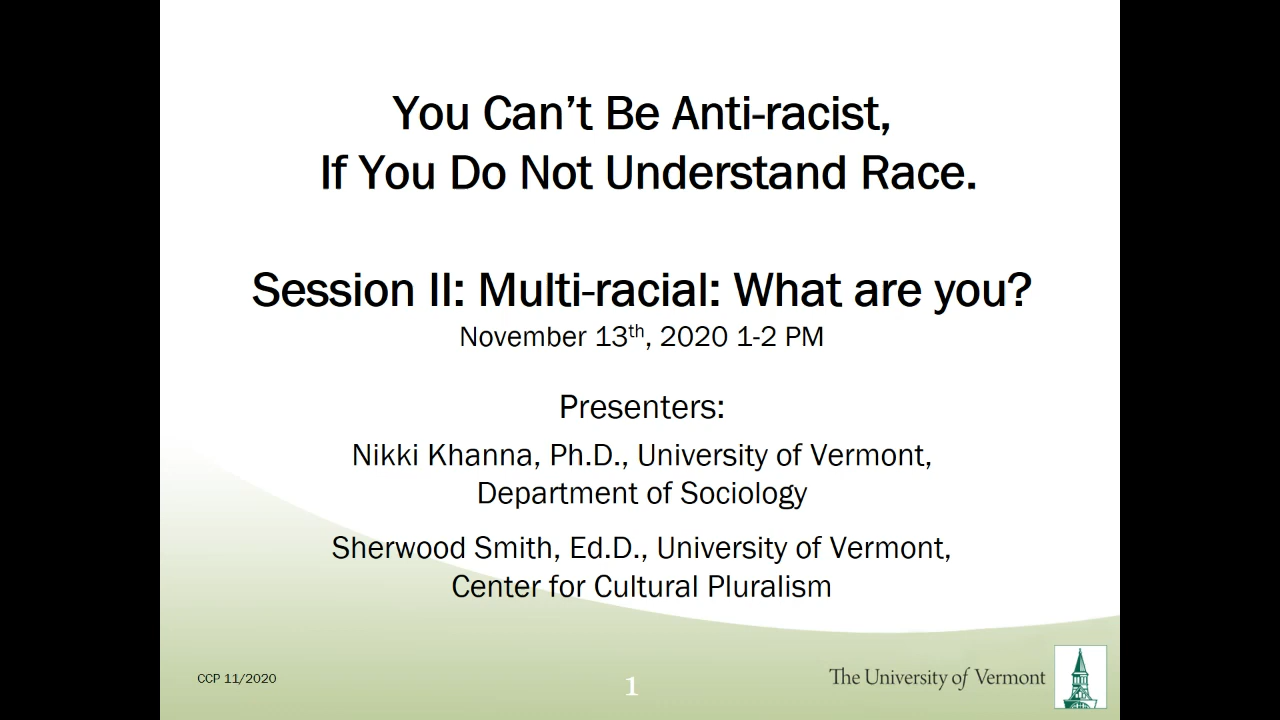 You Can't Be Anti-racist,
If You Do Not Understand Race.
Session II: Multi-racial: What are you?
November 13th, 2020 1-2 PM
Presenters:
Nikki Khanna, Ph.D., University of Vermont,
Department of Sociology
Sherwood Smith, Ed.D., University of Vermont,
Center for Cultural Pluralism
CCP 11/2020
1
The University of Vermont